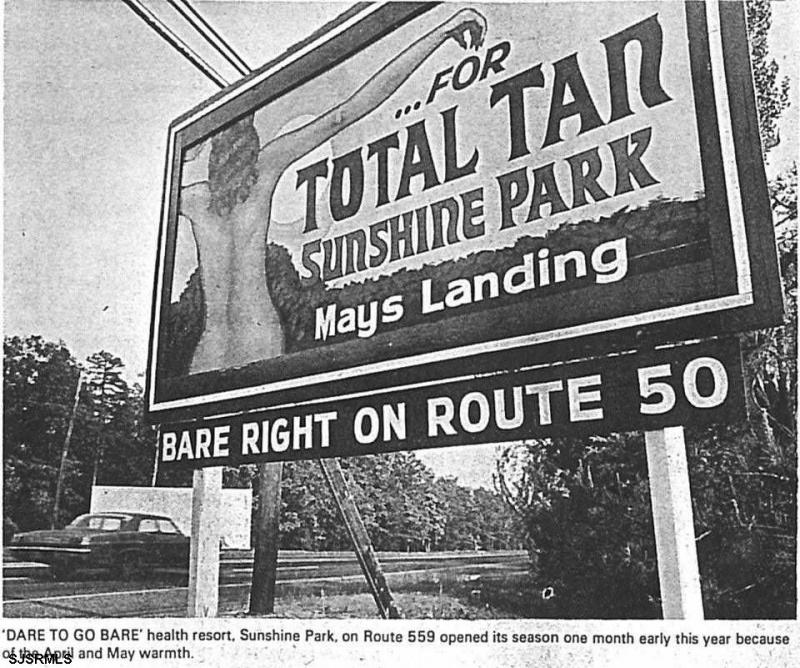 ...FOR
TOTAL TAN
SUNSHINE PARK
Mays Landing
BARE RIGHT ON ROUTE 50
'DARE TO GO BARE' health resort, Sunshine Park, on Route 559 opened its season one month early this year because
of the April and May warmth.
SJSRMLS